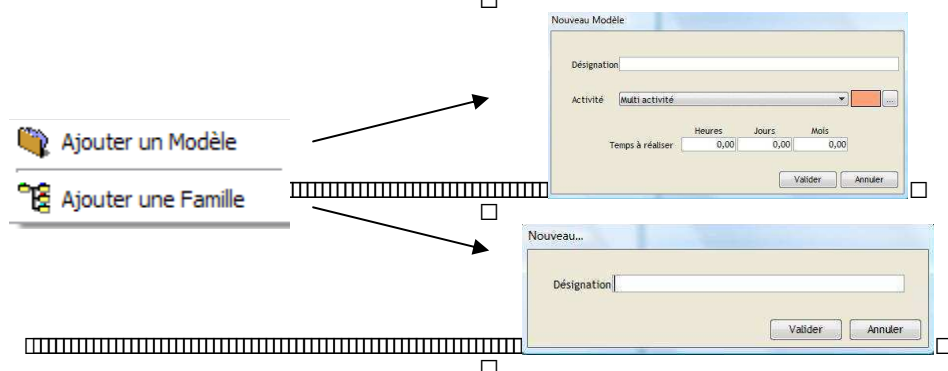 Nouveau Modèle
Désignation
Activité Multi activité ...
Heures Jours Mois
Temps à réaliser 0,00 0,00 0,00
Valider Annuler
Ajouter un Modèle
Ajouter une Famille
Nouveau...
Désignation
Valider Annuler